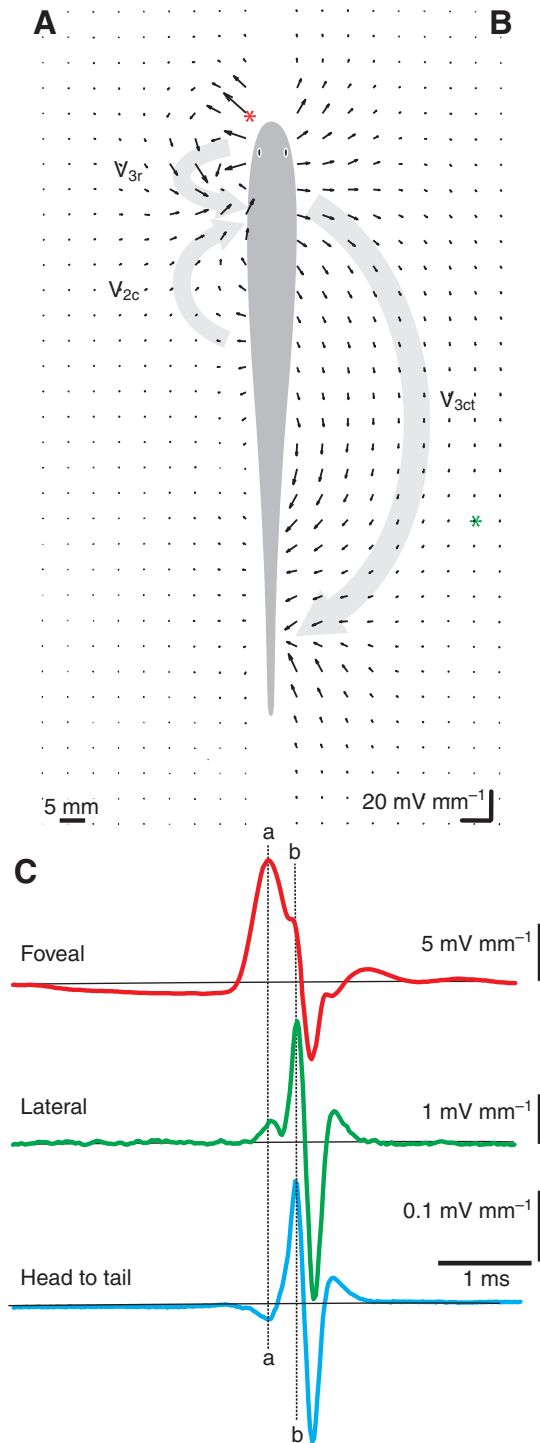 A
B
V3r
V2c
V3ct
*
*
5 mm
20 mV mm–1
a
b
C
Foveal
5 mV mm–1
Lateral
1 mV mm–1
0.1 mV mm–1
Head to tail
1 ms
a
b